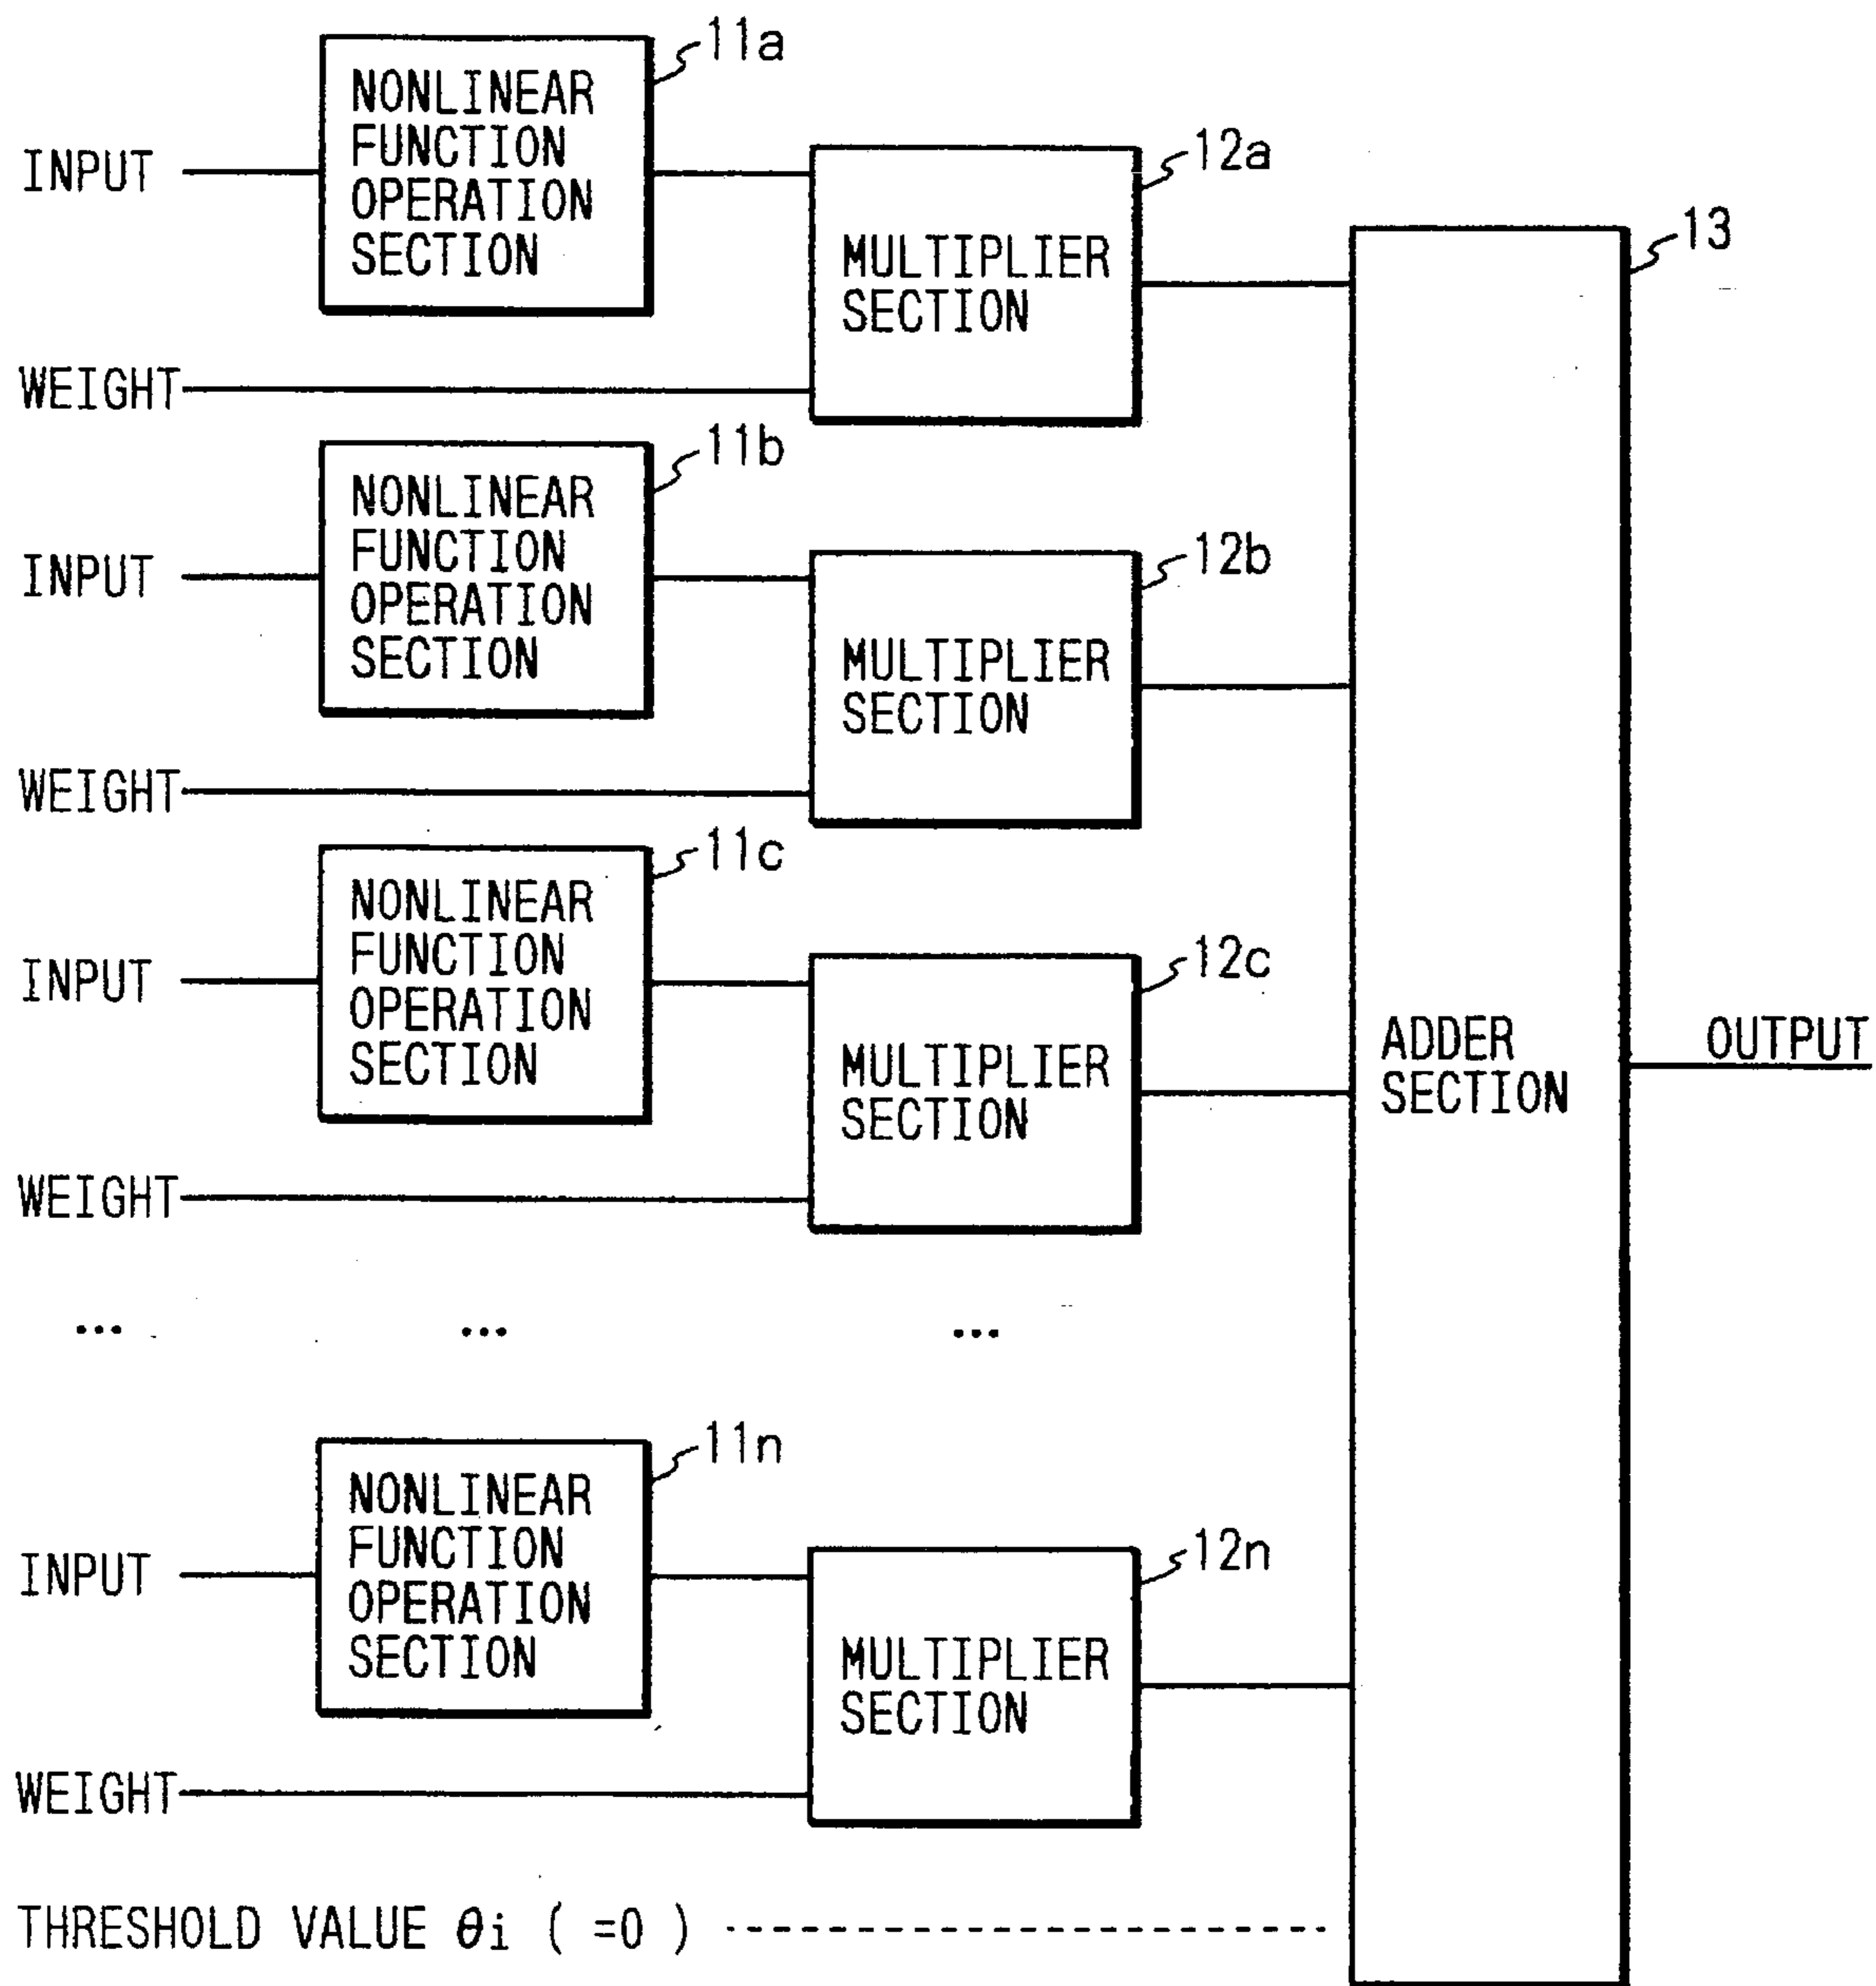 11a
NONLINEAR
FUNCTION
OPERATION
SECTION
INPUT
12a
MULTIPLIER
SECTION
13
WEIGHT
11b
NONLINEAR
FUNCTION
OPERATION
SECTION
INPUT
12b
MULTIPLIER
SECTION
WEIGHT
11c
NONLINEAR
FUNCTION
OPERATION
SECTION
INPUT
12c
MULTIPLIER
SECTION
ADDER
SECTION
OUTPUT
WEIGHT
... ... ...
11n
NONLINEAR
FUNCTION
OPERATION
SECTION
INPUT
12n
MULTIPLIER
SECTION
WEIGHT
THRESHOLD VALUE θi ( =0 )